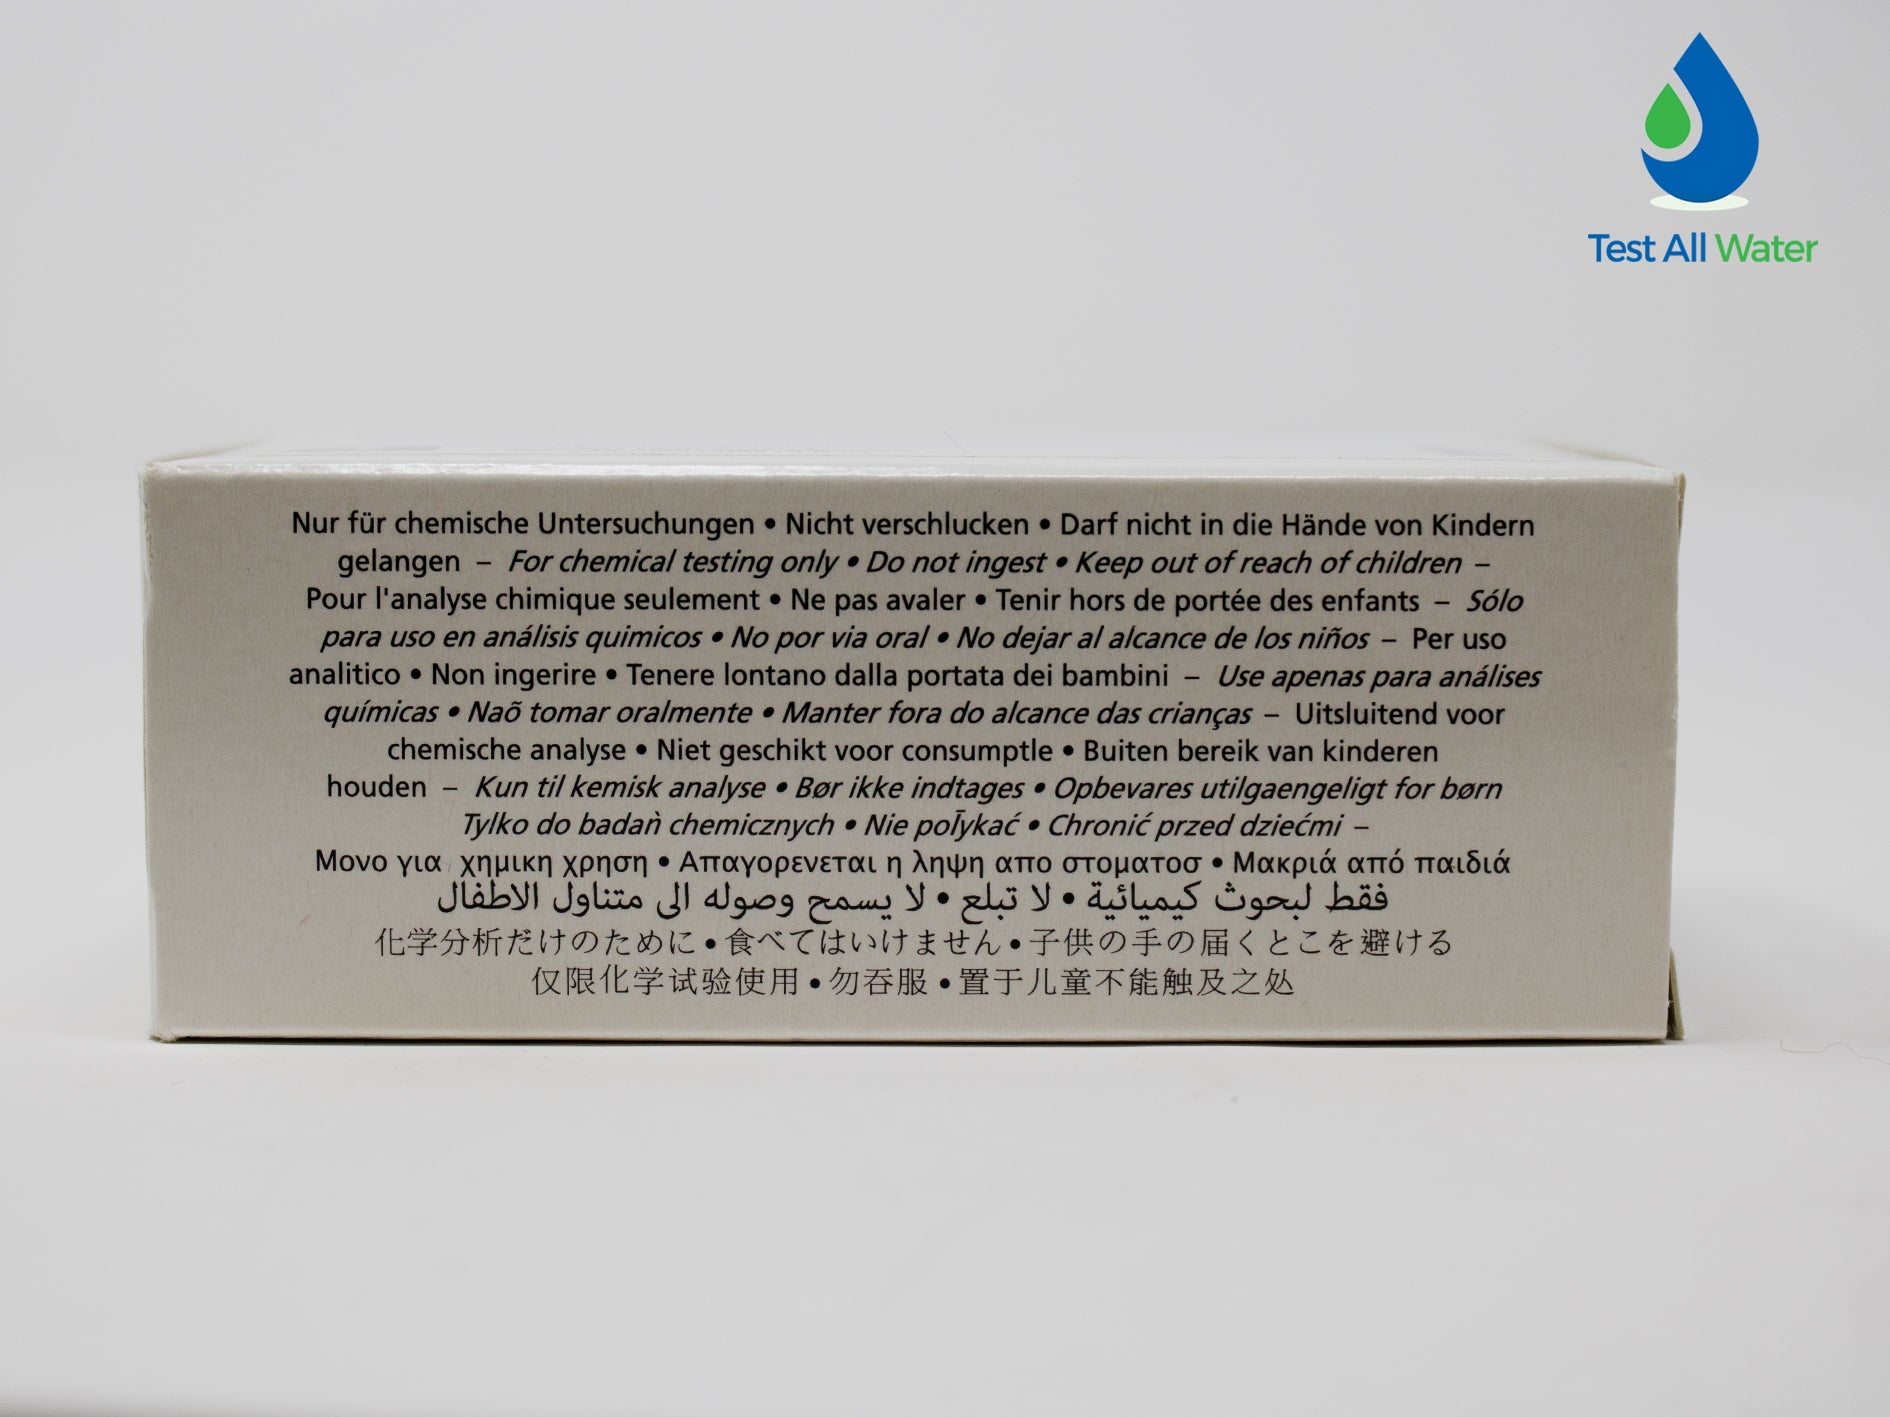 Test All Water
Nur für chemische Untersuchungen • Nicht verschlucken • Darf nicht in die Hände von Kindern
gelangen – For chemical testing only • Do not ingest • Keep out of reach of children –
Pour l'analyse chimique seulement • Ne pas avaler • Tenir hors de portée des enfants – Sólo
para uso en análisis quimicos • No por via oral • No dejar al alcance de los niños – Per uso
analitico • Non ingerire • Tenere lontano dalla portata dei bambini – Use apenas para análises
químicas • Naõ tomar oralmente • Manter fora do alcance das crianças – Uitsluitend voor
chemische analyse • Niet geschikt voor consumptle • Buiten bereik van kinderen
houden – Kun til kemisk analyse • Bør ikke indtages • Opbevares utilgaengeligt for børn
Tylko do badaǹ chemicznych • Nie pol̄ykać • Chronić przed dziećmi –
Μονο για χημικη χρηση • Απαγορενεται η ληψη απο στοματοσ • Μακριά από παιδιά
فقط لبحوث كيميائية • لا تبلع • لا يسمح وصوله الى متناول الاطفال
化学分析だけのために • 食べてはいけません • 子供の手の届くとこを避ける
仅限化学试验使用 • 勿吞服 • 置于儿童不能触及之处